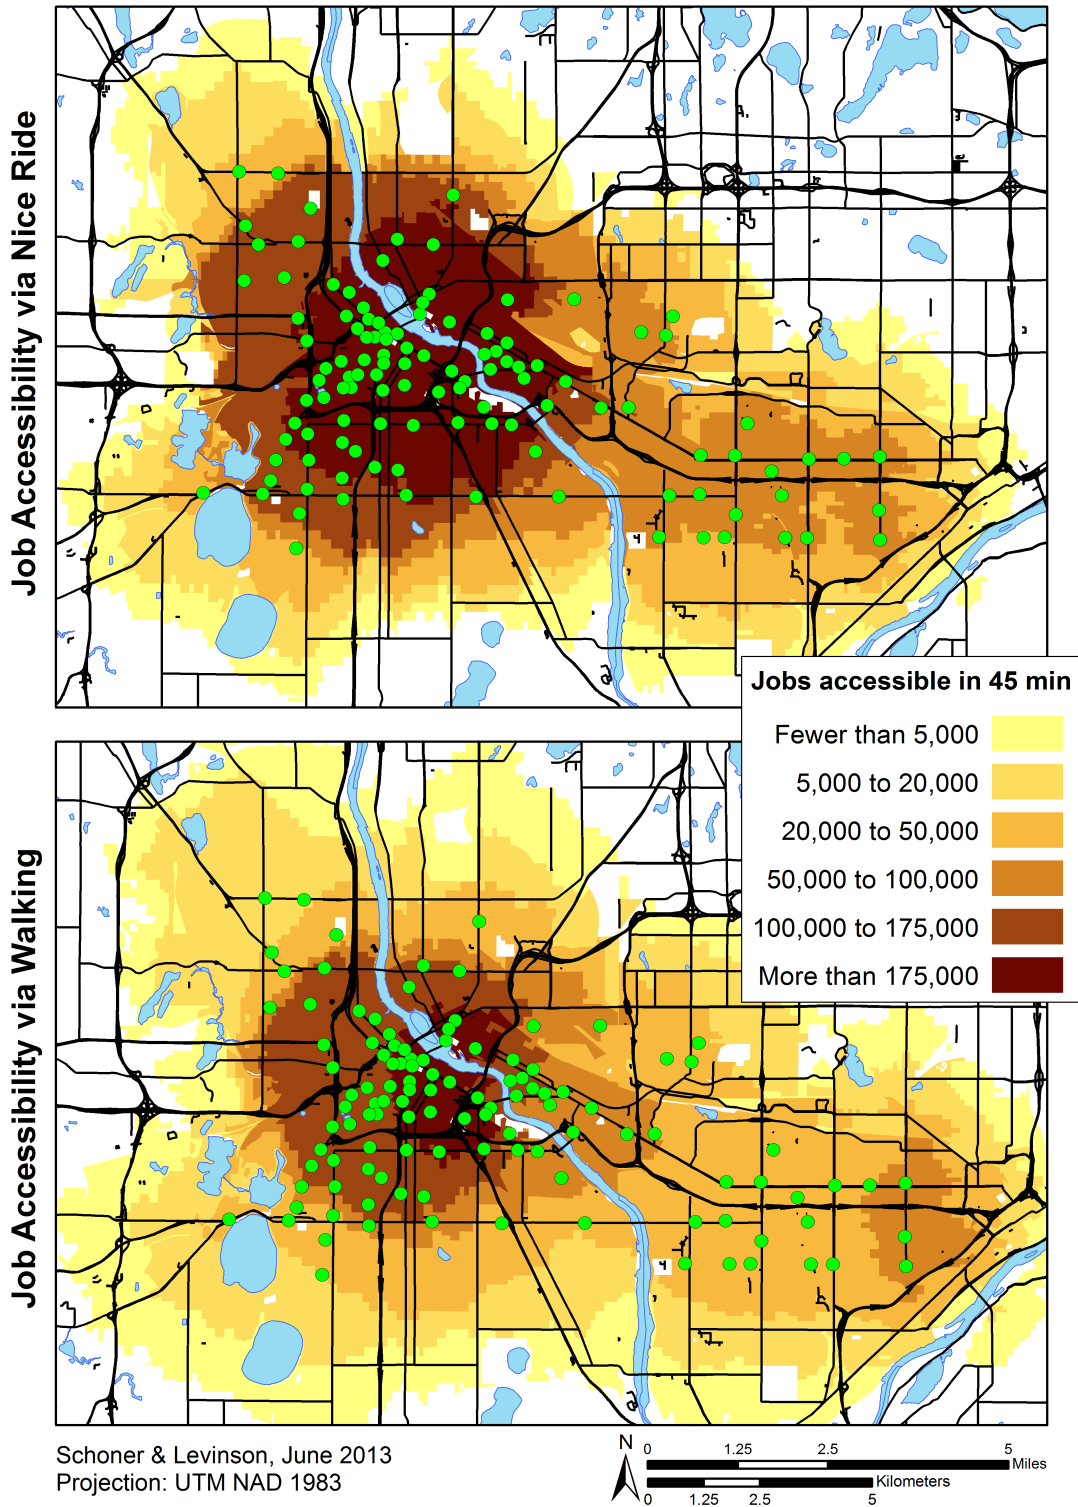 Job Accessibility via Nice Ride
Jobs accessible in 45 min
Fewer than 5,000
5,000 to 20,000
20,000 to 50,000
50,000 to 100,000
100,000 to 175,000
More than 175,000
Job Accessibility via Walking
Schoner & Levinson, June 2013
Projection: UTM NAD 1983
N
0 1.25 2.5 5
Miles
Kilometers
0 1.25 2.5 5